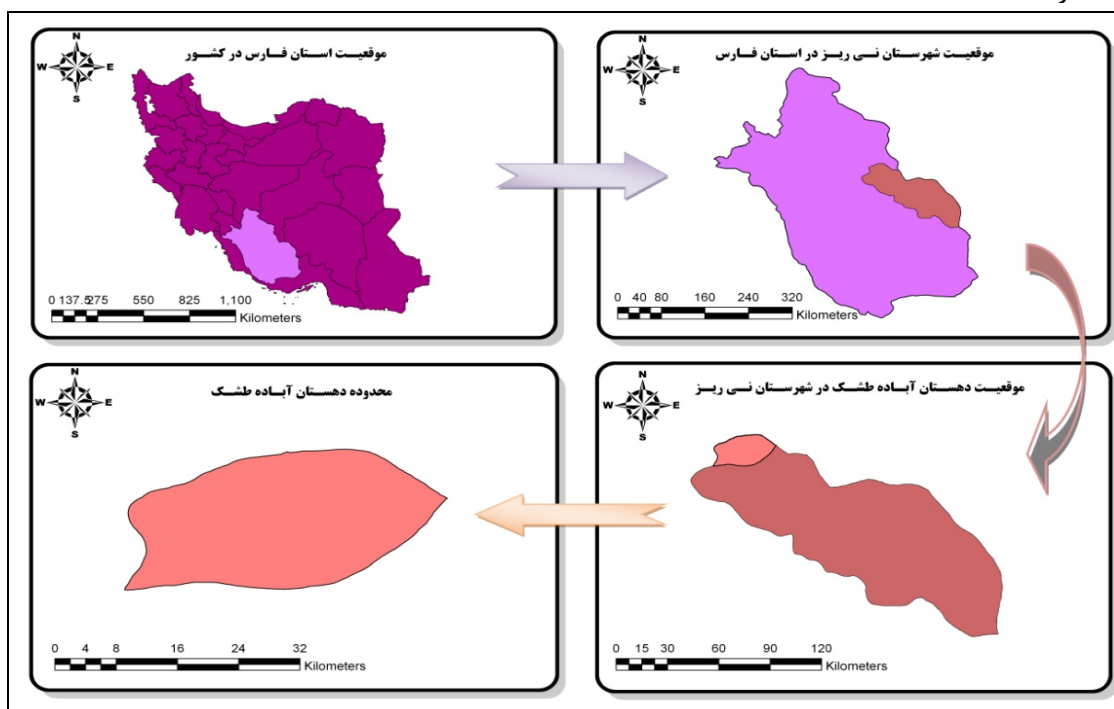 موقعیت استان فارس در کشور
N
W E
S
0 137.5 275 550 825 1,100
Kilometers
موقعیت شهرستان نی ریز در استان فارس
N
W E
S
0 40 80 160 240 320
Kilometers
محدوده دهستان آباده طشک
N
W E
S
0 4 8 16 24 32
Kilometers
موقعیت دهستان آباده طشک در شهرستان نی ریز
N
W E
S
0 15 30 60 90 120
Kilometers